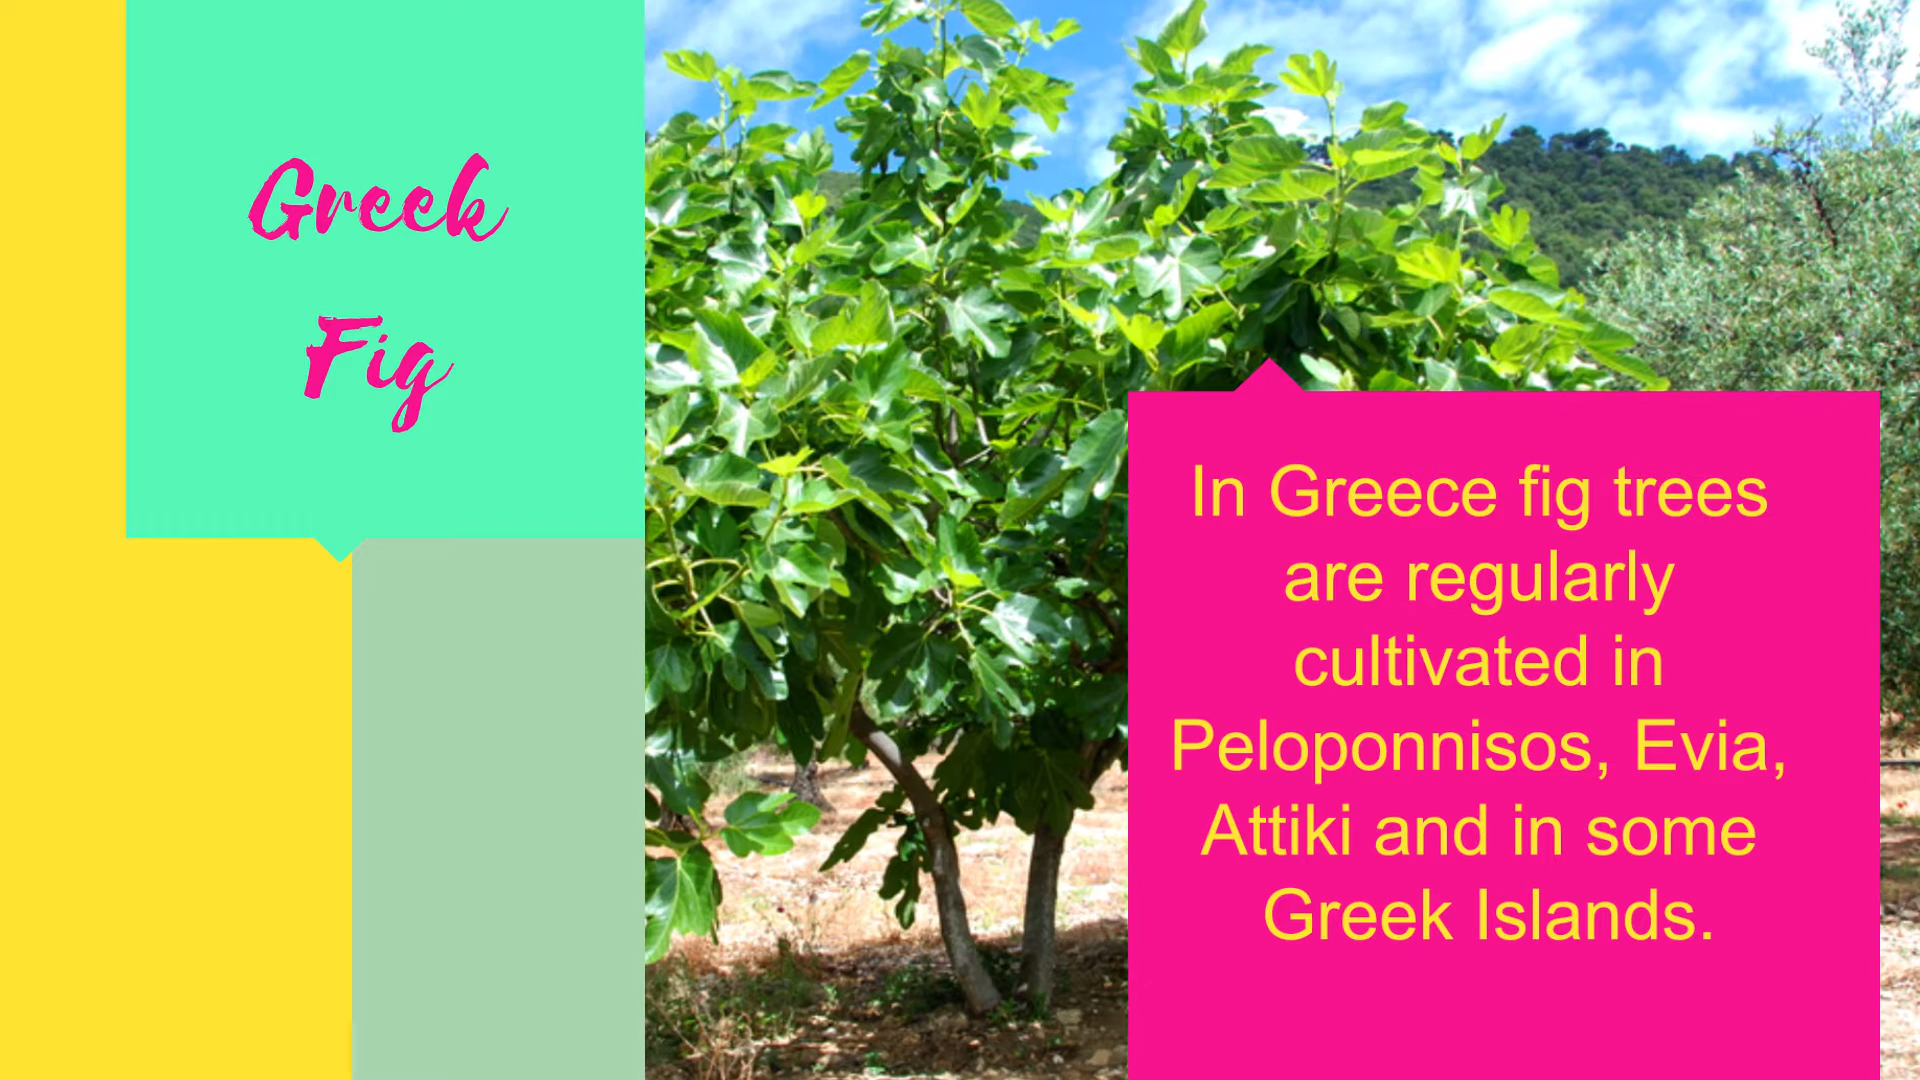 Greek
Fig
In Greece fig trees
are regularly
cultivated in
Peloponnisos, Evia,
Attiki and in some
Greek Islands.